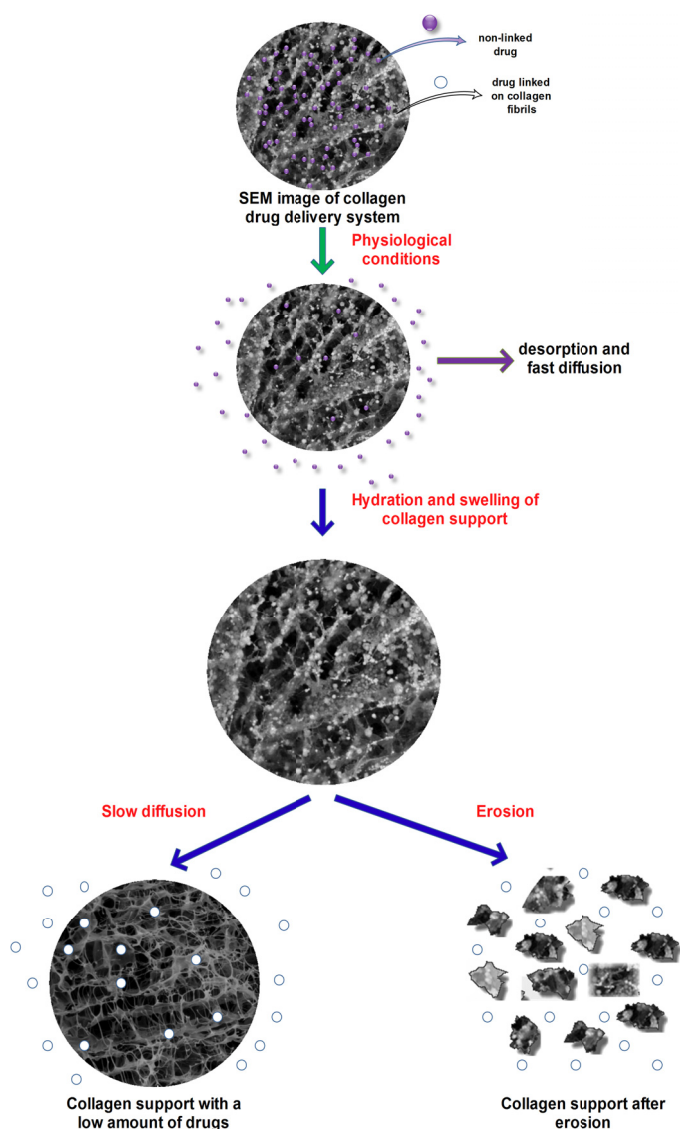 non-linked
drug
drug linked
on collagen
fibrils
SEM image of collagen
drug delivery system
Physiological
conditions
desorption and
fast diffusion
Hydration and swelling of
collagen support
Slow diffusion
Erosion
Collagen support with a
low amount of drugs
Collagen support after
erosion